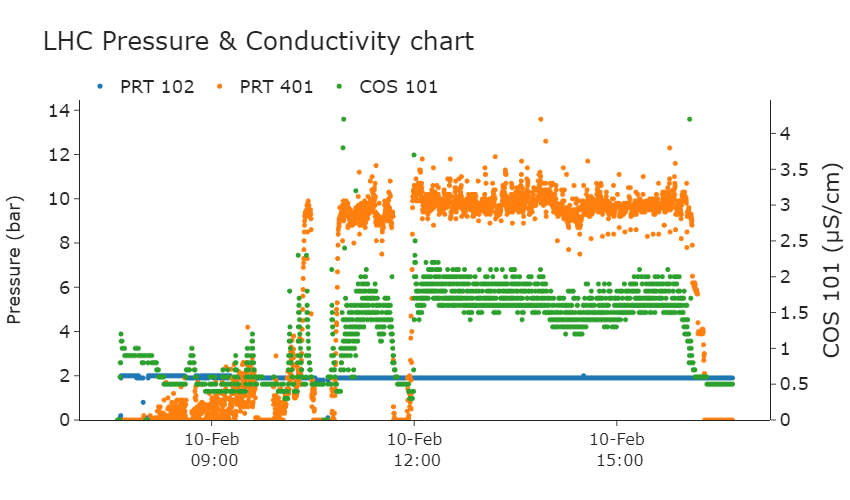 LHC Pressure & Conductivity chart
PRT 102 PRT 401 COS 101
14
12
10
8
6
4
2
0
Pressure (bar)
4
3.5
3
2.5
2
1.5
1
0.5
0
COS 101 (μS/cm)
10-Feb 10-Feb 10-Feb
09:00 12:00 15:00